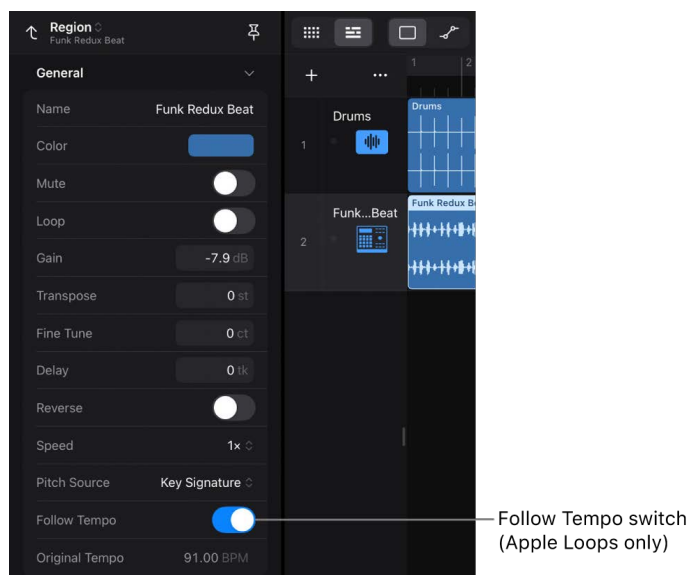 Region
Funk Redux Beat
General
Name Funk Redux Beat
Color
Mute
Loop
Gain -7.9 dB
Transpose 0 st
Fine Tune 0 ct
Delay 0 tk
Reverse
Speed 1×
Pitch Source Key Signature
Follow Tempo
Original Tempo 91.00 BPM
+ ...
1 2
1 Drums
Drums
2 Funk...Beat
Funk Redux B
Follow Tempo switch
(Apple Loops only)